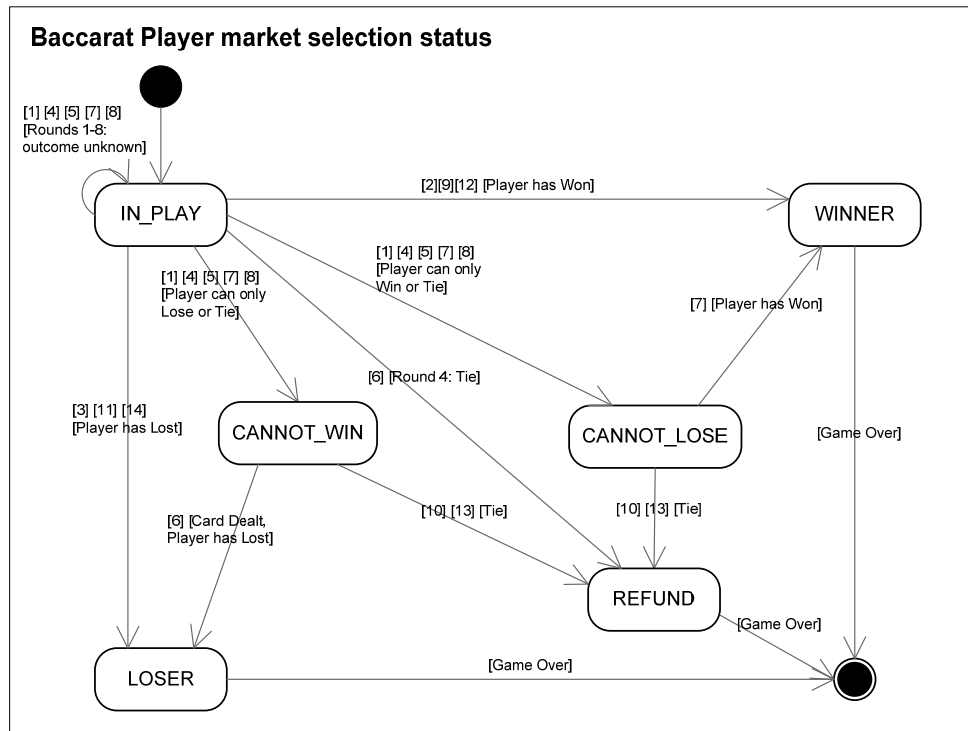 Baccarat Player market selection status
[1] [4] [5] [7] [8]
[Rounds 1-8:
outcome unknown]
IN_PLAY
[2][9][12] [Player has Won]
WINNER
[1] [4] [5] [7] [8]
[Player can only
Lose or Tie]
[1] [4] [5] [7] [8]
[Player can only
Win or Tie]
[7] [Player has Won]
[6] [Round 4: Tie]
[3] [11] [14]
[Player has Lost]
CANNOT_WIN
CANNOT_LOSE
[Game Over]
[6] [Card Dealt,
Player has Lost]
[10] [13] [Tie]
[10] [13] [Tie]
REFUND
[Game Over]
LOSER
[Game Over]